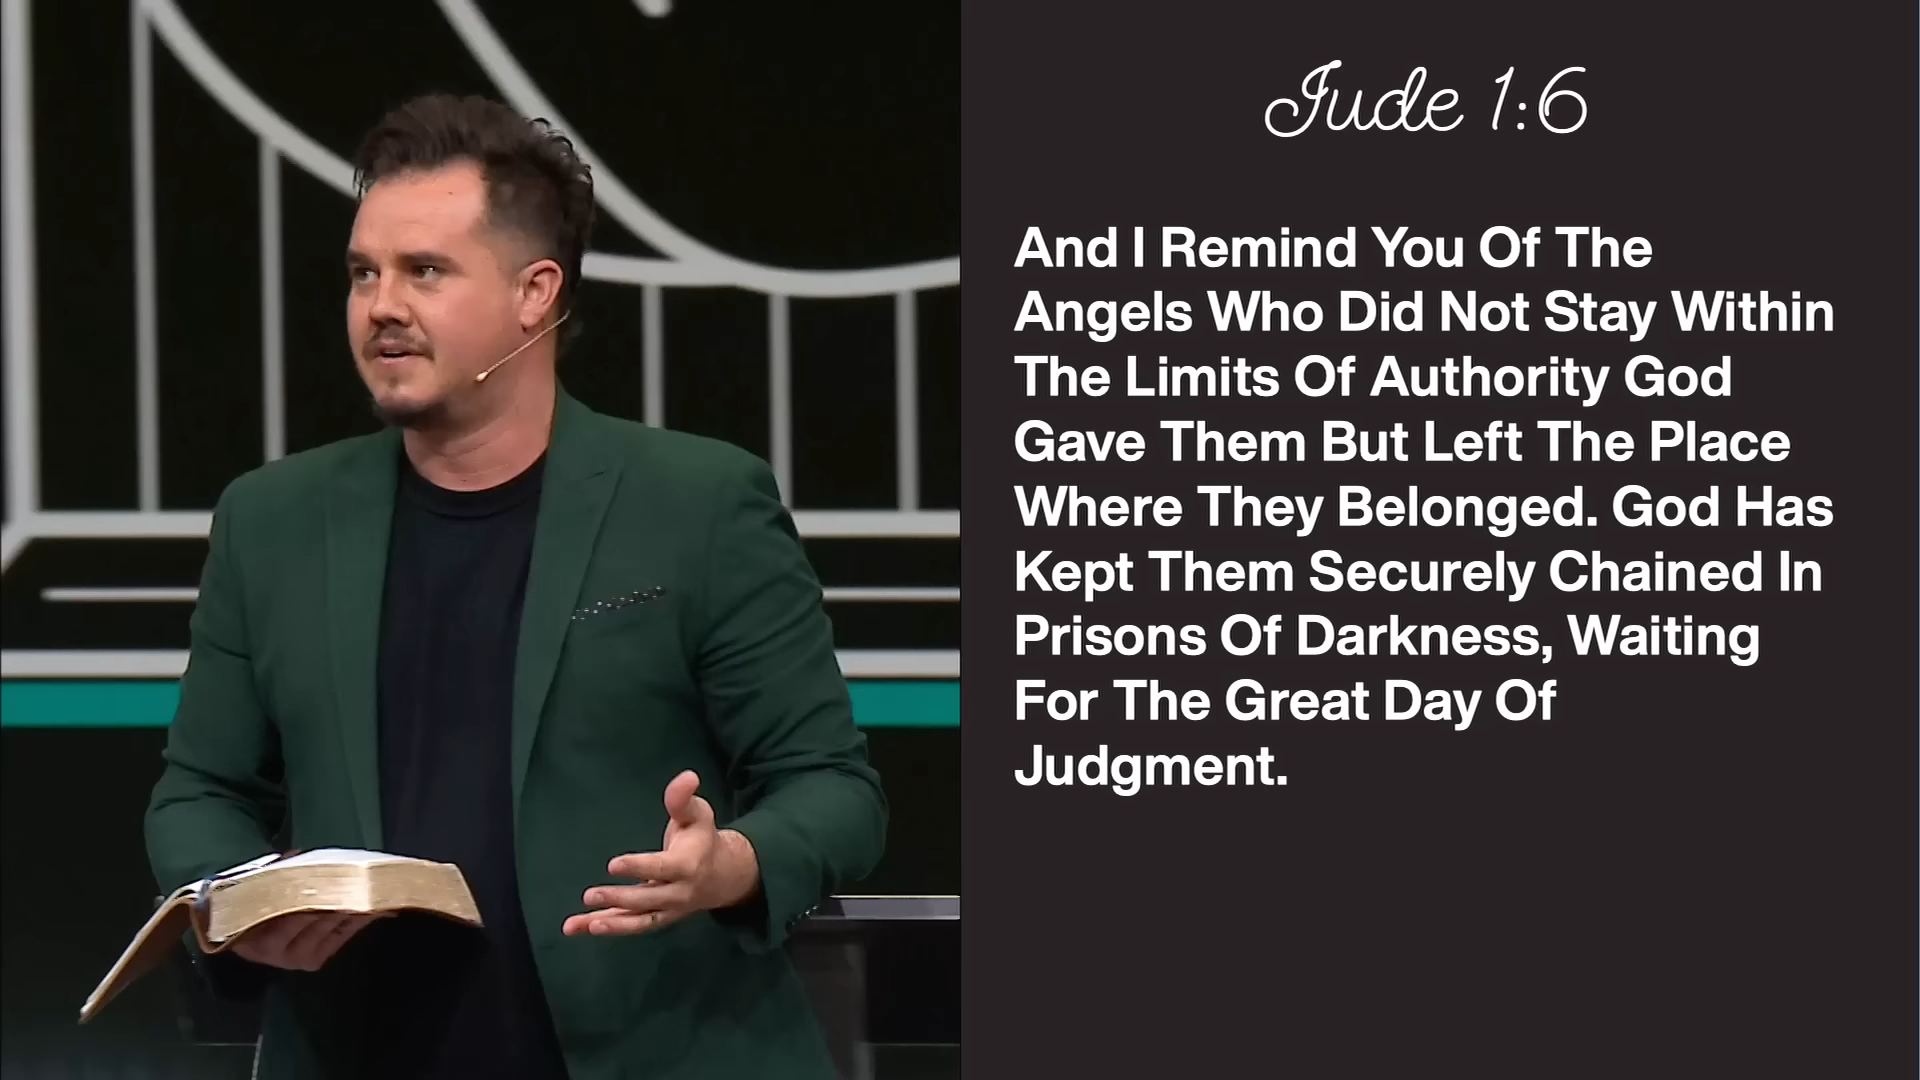 Jude 1:6
And I Remind You Of The
Angels Who Did Not Stay Within
The Limits Of Authority God
Gave Them But Left The Place
Where They Belonged. God Has
Kept Them Securely Chained In
Prisons Of Darkness, Waiting
For The Great Day Of
Judgment.